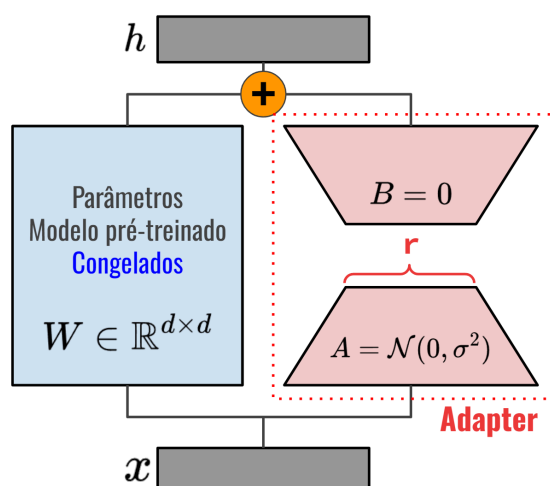 h
+
Parâmetros
Modelo pré-treinado
Congelados
W ∈ ℝ^{d×d}
B = 0
r
A = 𝒩(0, σ²)
Adapter
x